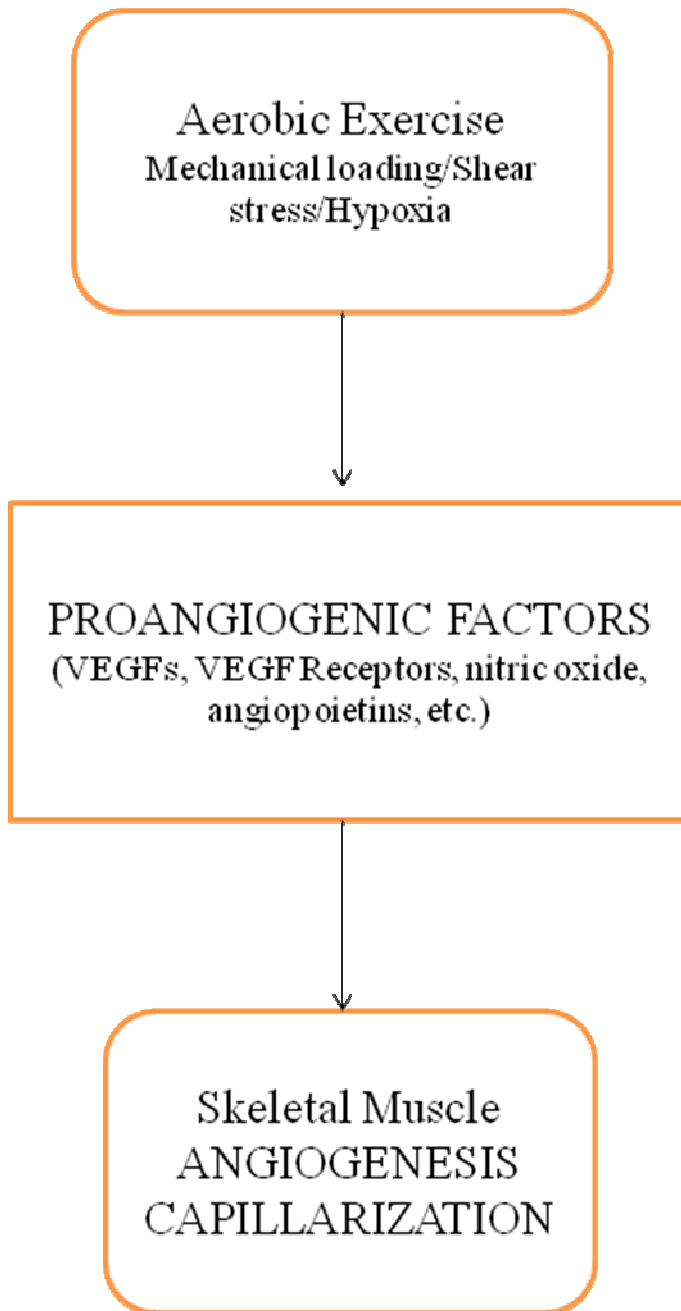 Aerobic Exercise
Mechanical loading/Shear
stress/Hypoxia
PROANGIOGENIC FACTORS
(VEGFs, VEGF Receptors, nitric oxide,
angiopoietins, etc.)
Skeletal Muscle
ANGIOGENESIS
CAPILLARIZATION